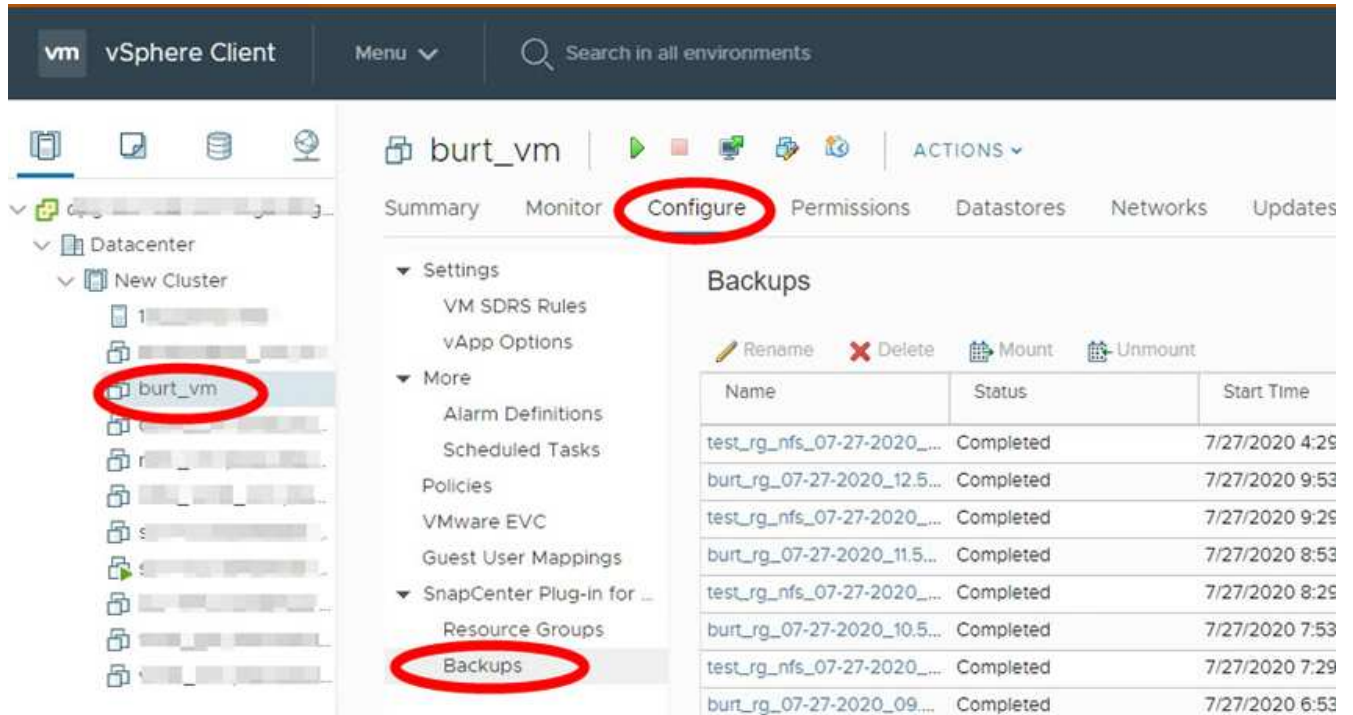 vm vSphere Client Menu Search in all environments
burt_vm ACTIONS
Summary Monitor Configure Permissions Datastores Networks Updates
Datacenter
New Cluster
burt_vm
Settings
VM SDRS Rules
vApp Options
More
Alarm Definitions
Scheduled Tasks
Policies
VMware EVC
Guest User Mappings
SnapCenter Plug-in for ...
Resource Groups
Backups
Backups
Rename Delete Mount Unmount
Name Status Start Time
test_rg_nfs_07-27-2020_... Completed 7/27/2020 4:29
burt_rg_07-27-2020_12.5... Completed 7/27/2020 9:53
test_rg_nfs_07-27-2020_... Completed 7/27/2020 9:29
burt_rg_07-27-2020_11.5... Completed 7/27/2020 8:53
test_rg_nfs_07-27-2020_... Completed 7/27/2020 8:29
burt_rg_07-27-2020_10.5... Completed 7/27/2020 7:53
test_rg_nfs_07-27-2020_... Completed 7/27/2020 7:29
burt_rg_07-27-2020_09.... Completed 7/27/2020 6:53